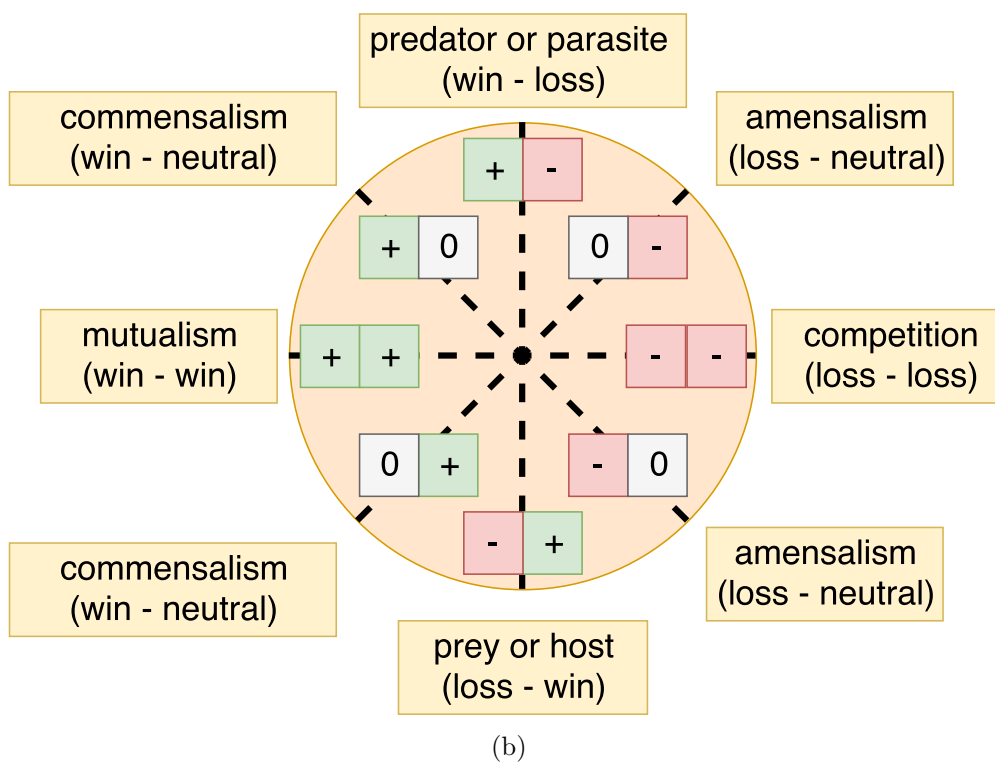 predator or parasite
(win - loss)
commensalism
(win - neutral)
amensalism
(loss - neutral)
+ -
+ 0
0 -
mutualism
(win - win)
+ +
- -
competition
(loss - loss)
0 +
- 0
- +
commensalism
(win - neutral)
amensalism
(loss - neutral)
prey or host
(loss - win)
(b)